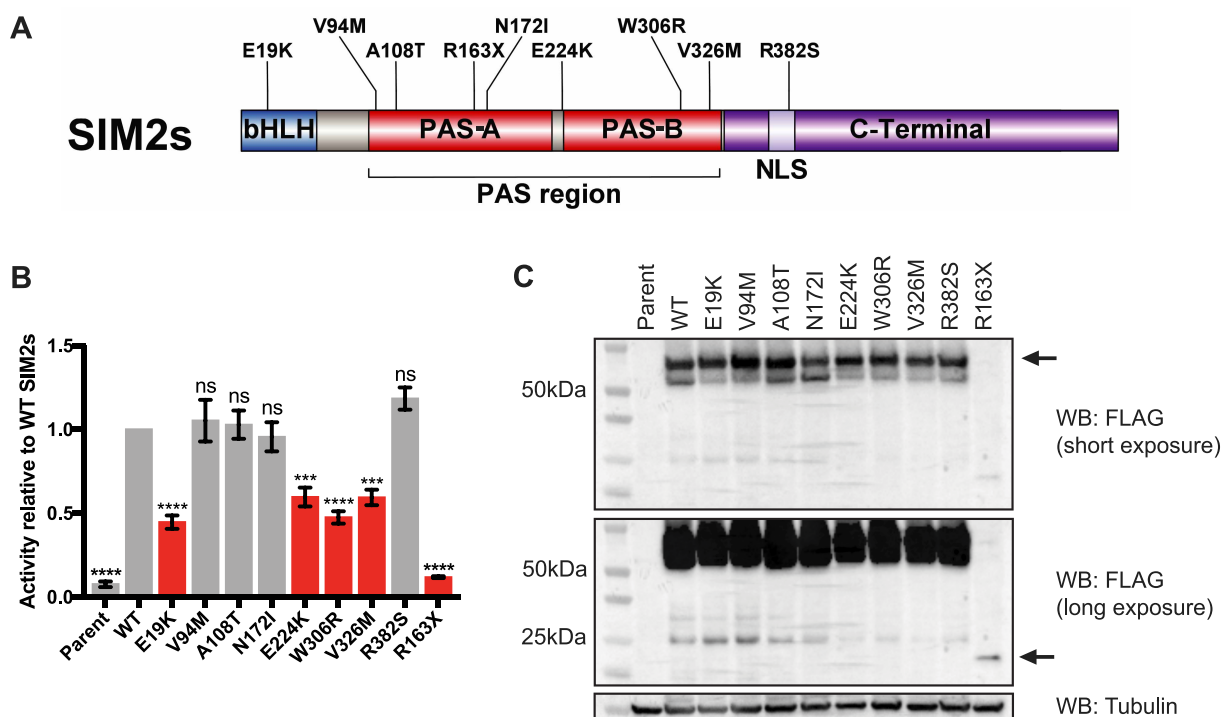 A
V94M N172I W306R
E19K A108T R163X E224K V326M R382S
SIM2s
bHLH PAS-A PAS-B C-Terminal
NLS
PAS region
B
Activity relative to WT SIM2s
1.5
1.0
0.5
0.0
**** **** ns ns ns *** **** *** ns ****
Parent WT E19K V94M A108T N172I E224K W306R V326M R382S R163X
C
Parent WT E19K V94M A108T N172I E224K W306R V326M R382S R163X
50kDa
WB: FLAG
(short exposure)
50kDa
25kDa
WB: FLAG
(long exposure)
WB: Tubulin